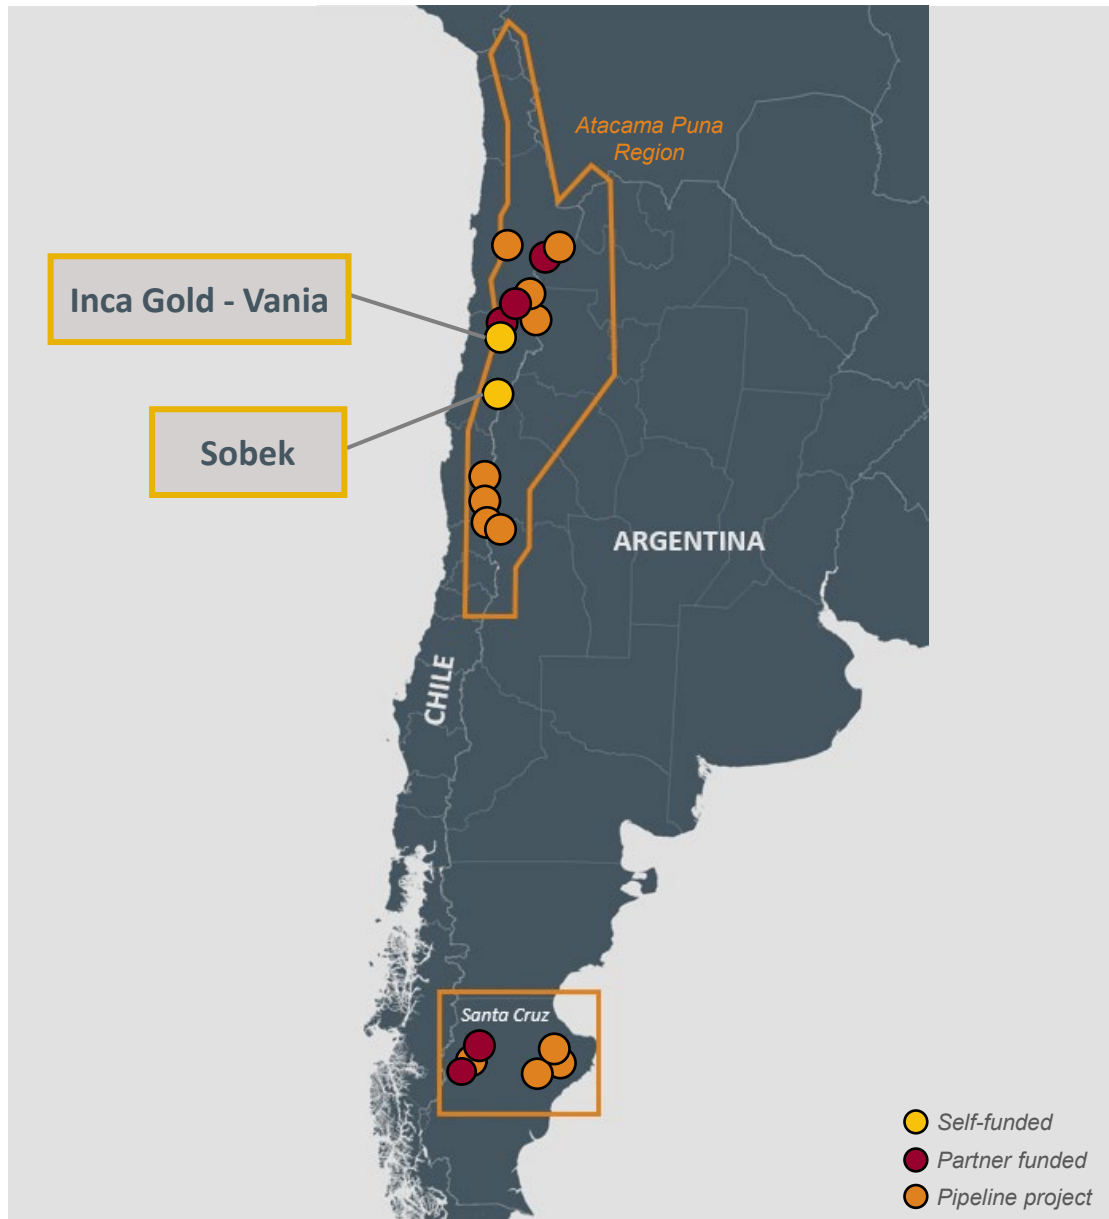 Atacama Puna
Region
Inca Gold - Vania
Sobek
ARGENTINA
CHILE
Santa Cruz
Self-funded
Partner funded
Pipeline project